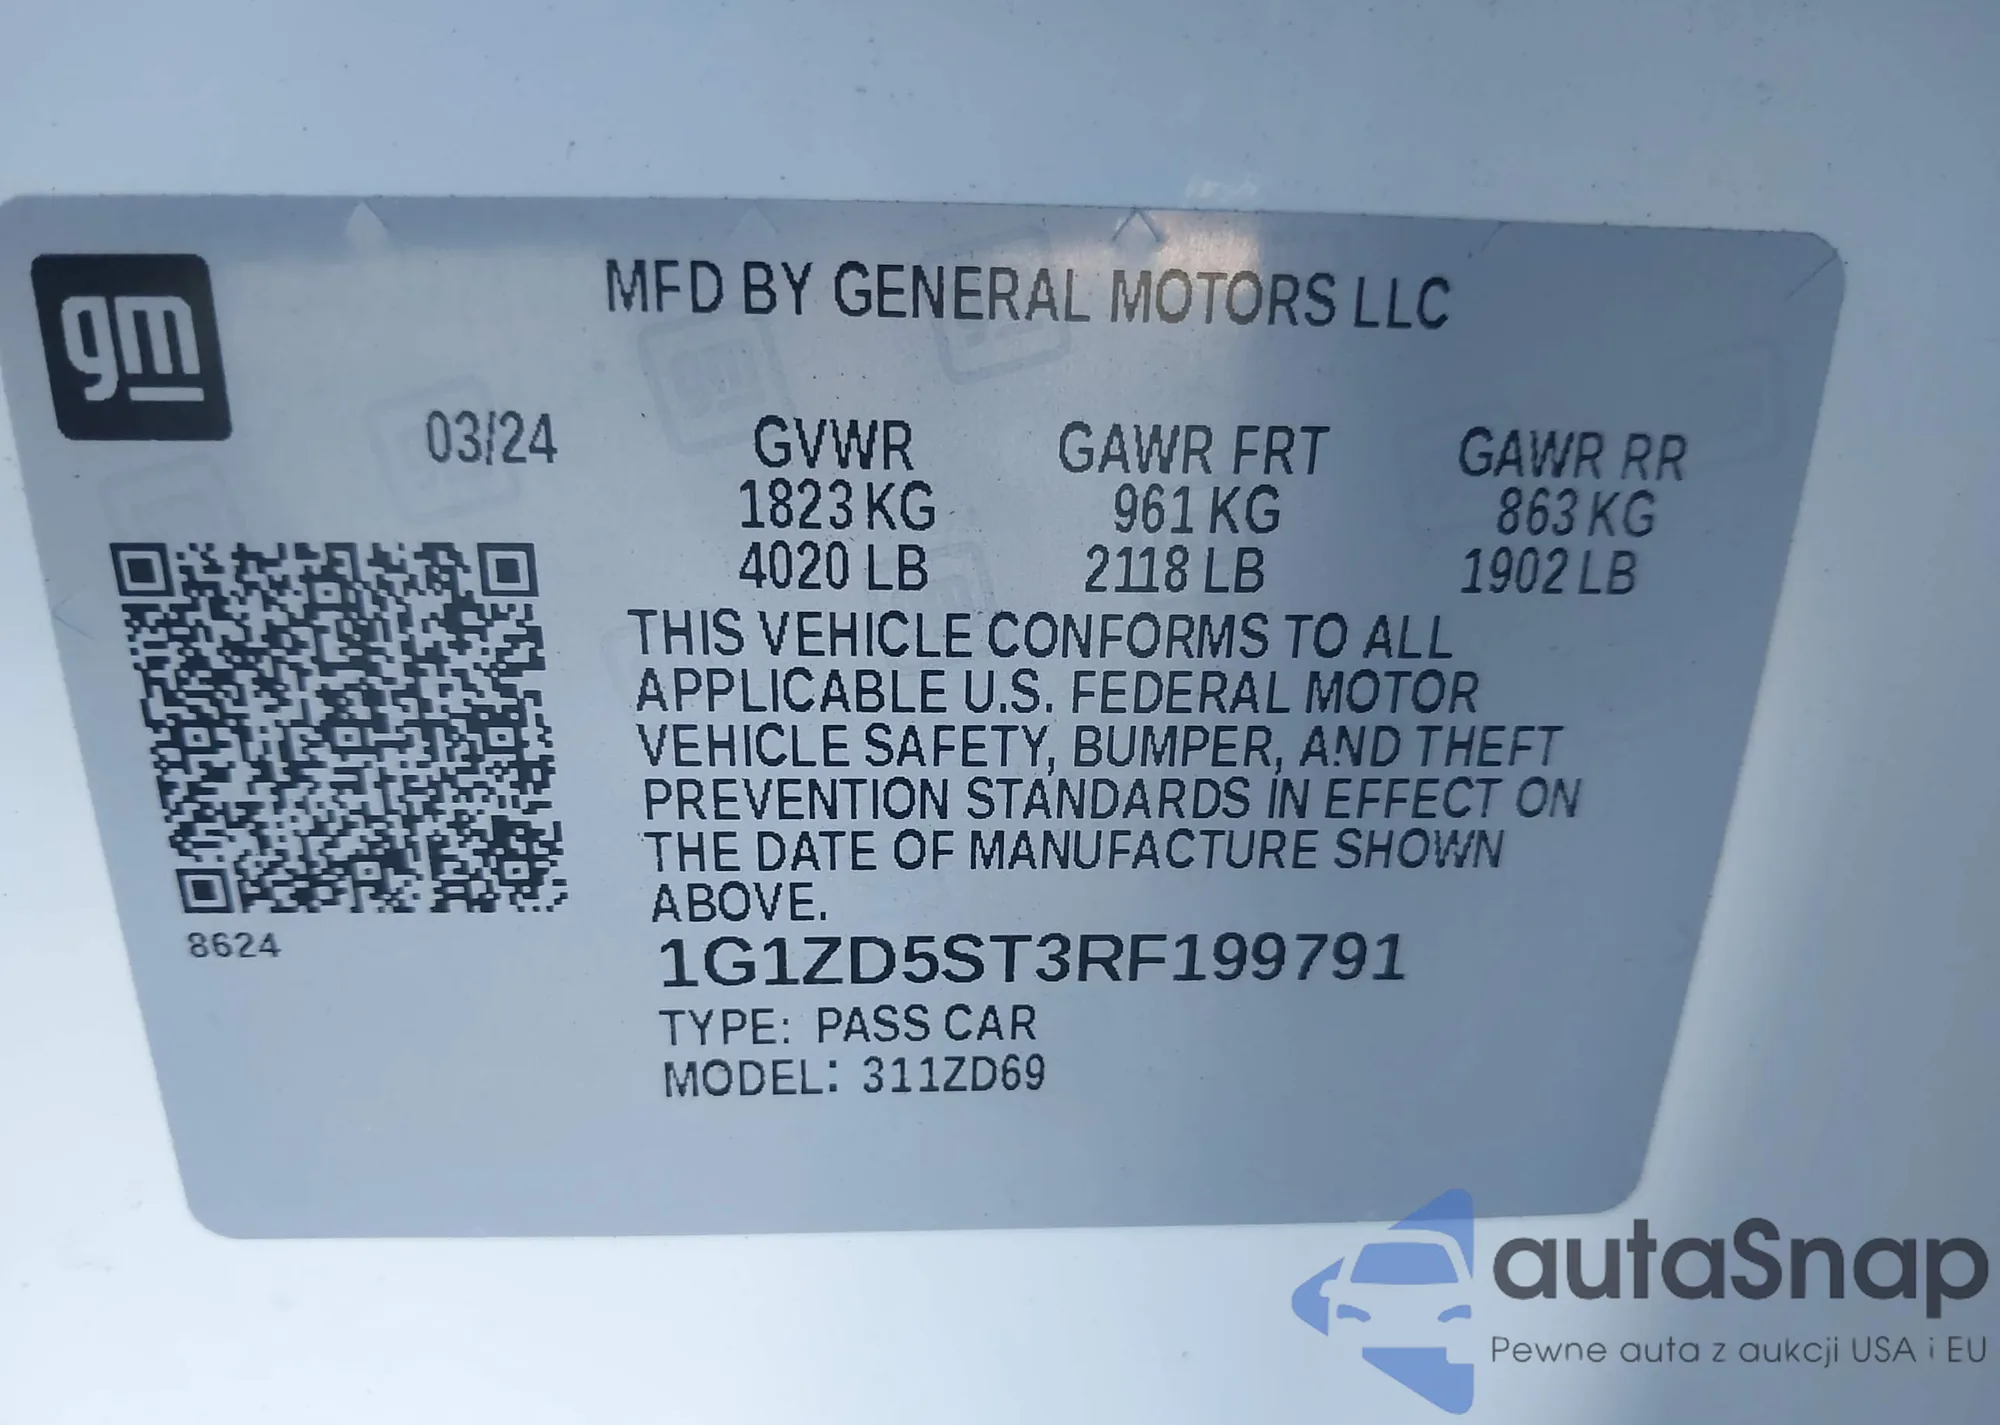 gm
MFD BY GENERAL MOTORS LLC
03/24
GVWR GAWR FRT GAWR RR
1823 KG 961 KG 863 KG
4020 LB 2118 LB 1902 LB
THIS VEHICLE CONFORMS TO ALL
APPLICABLE U.S. FEDERAL MOTOR
VEHICLE SAFETY, BUMPER, AND THEFT
PREVENTION STANDARDS IN EFFECT ON
THE DATE OF MANUFACTURE SHOWN
ABOVE.
8624
1G1ZD5ST3RF199791
TYPE: PASS CAR
MODEL: 311ZD69
autaSnap
Pewne auta z aukcji USA i EU